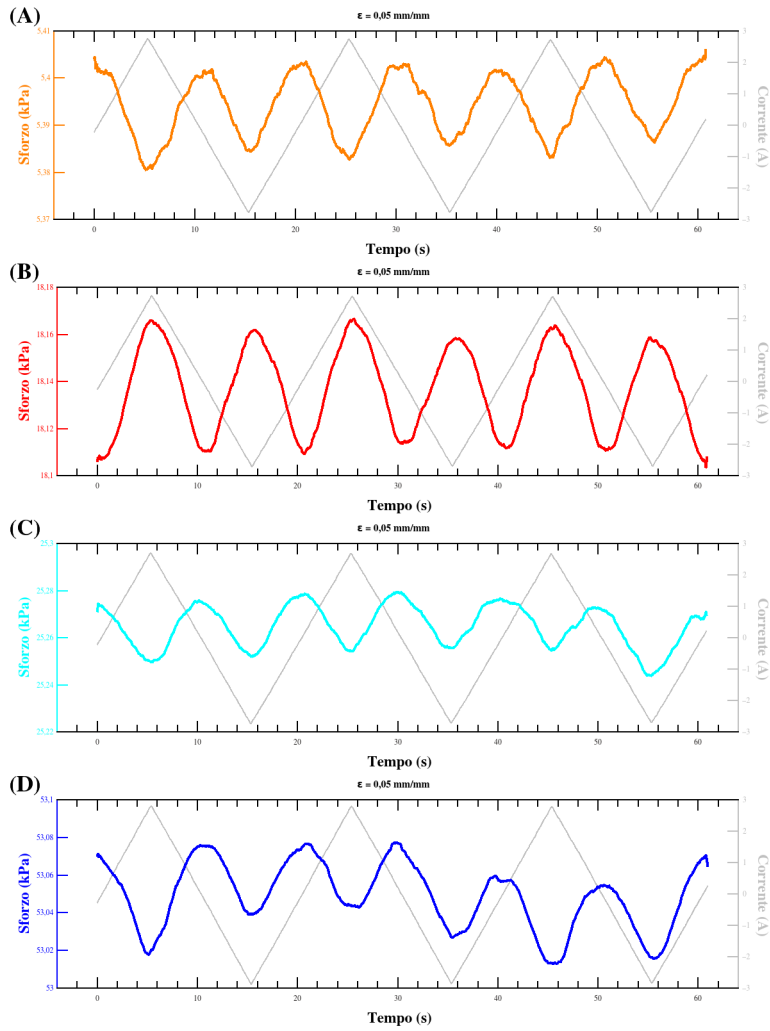 (A)
ε = 0,05 mm/mm
5,41
5,4
5,39
5,38
5,37
Sforzo (kPa)
3
2
1
0
−1
−2
−3
Corrente (A)
0 10 20 30 40 50 60
Tempo (s)
(B)
ε = 0,05 mm/mm
18,18
18,16
18,14
18,12
18,1
Sforzo (kPa)
3
2
1
0
−1
−2
−3
Corrente (A)
0 10 20 30 40 50 60
Tempo (s)
(C)
ε = 0,05 mm/mm
25,3
25,28
25,26
25,24
25,22
Sforzo (kPa)
3
2
1
0
−1
−2
−3
Corrente (A)
0 10 20 30 40 50 60
Tempo (s)
(D)
ε = 0,05 mm/mm
53,1
53,08
53,06
53,04
53,02
53
Sforzo (kPa)
3
2
1
0
−1
−2
−3
Corrente (A)
0 10 20 30 40 50 60
Tempo (s)